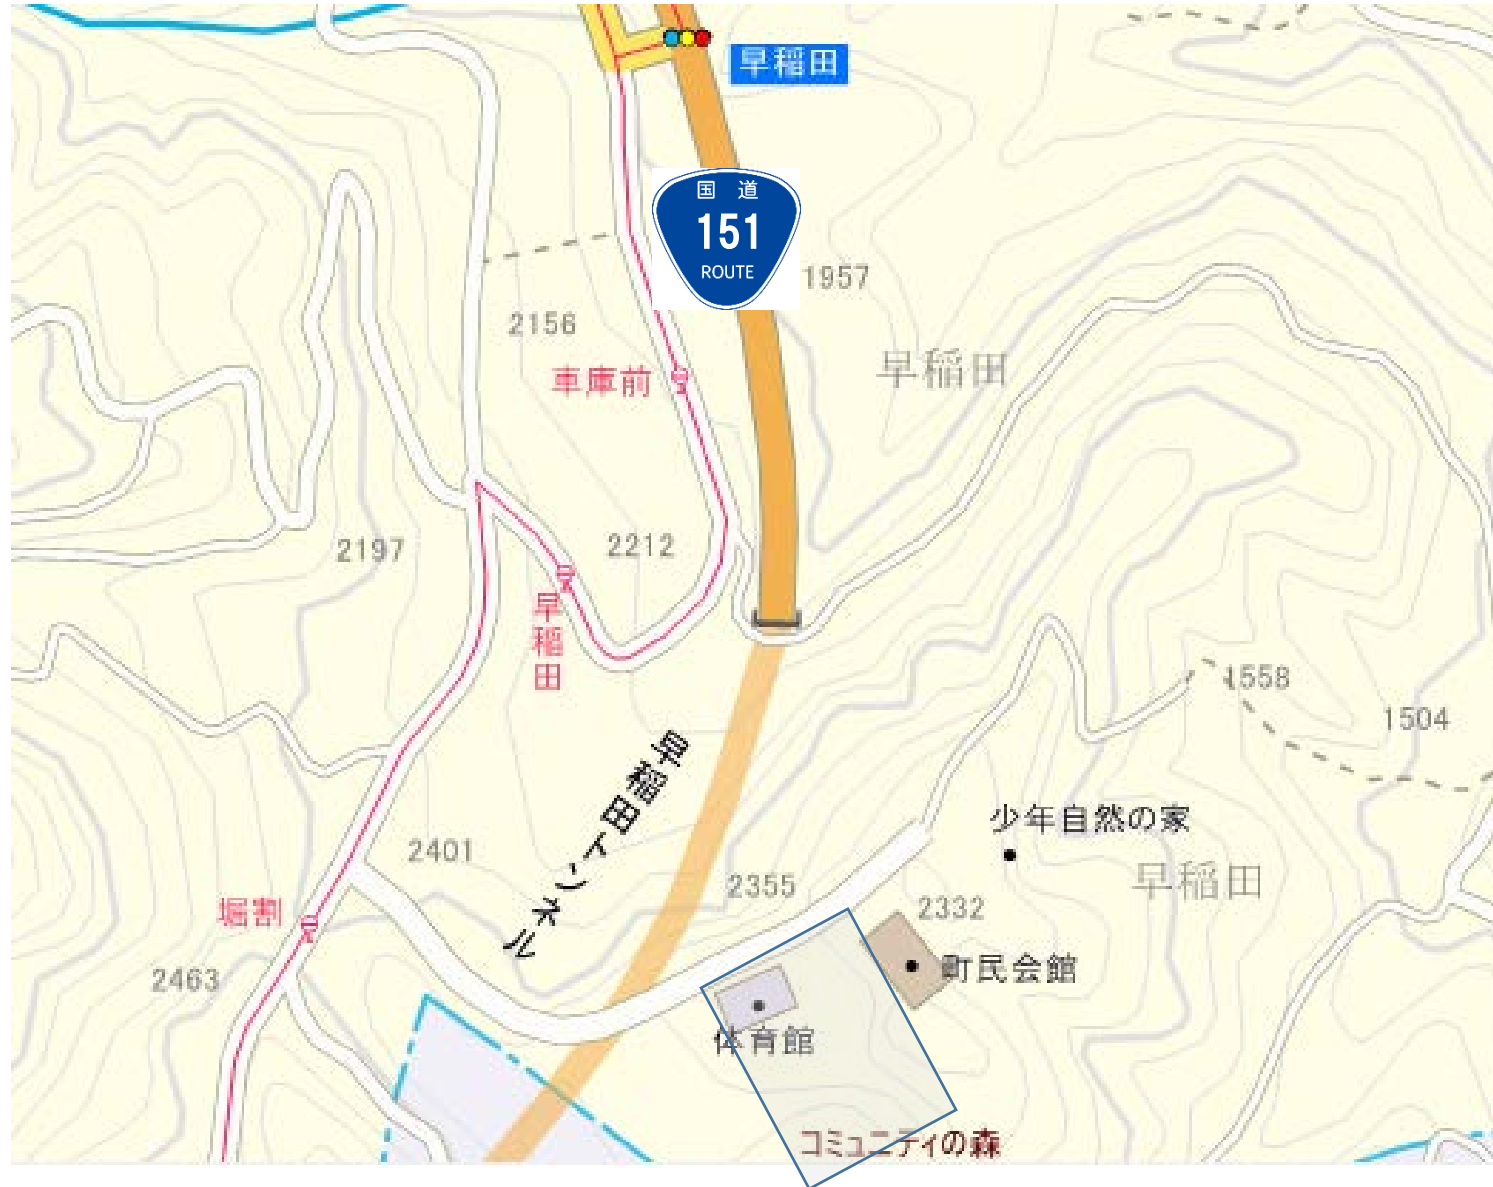 早稲田
国 道
151
ROUTE
1957
2156
早稲田
車庫前
2197
2212
早稲田
1558
1504
早稲田トンネル
少年自然の家
2401
2355
早稲田
2332
堀割
2463
町民会館
体育館
コミュニティの森